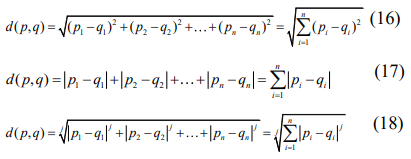 d(p,q)=√((p₁−q₁)²+(p₂−q₂)²+…+(pₙ−qₙ)²)=√(∑ᵢ₌₁ⁿ(pᵢ−qᵢ)²) (16)
d(p,q)=|p₁−q₁|+|p₂−q₂|+…+|pₙ−qₙ|=∑ᵢ₌₁ⁿ|pᵢ−qᵢ| (17)
d(p,q)=ʲ√(|p₁−q₁|ʲ+|p₂−q₂|ʲ+…+|pₙ−qₙ|ʲ)=ʲ√(∑ᵢ₌₁ⁿ|pᵢ−qᵢ|ʲ) (18)